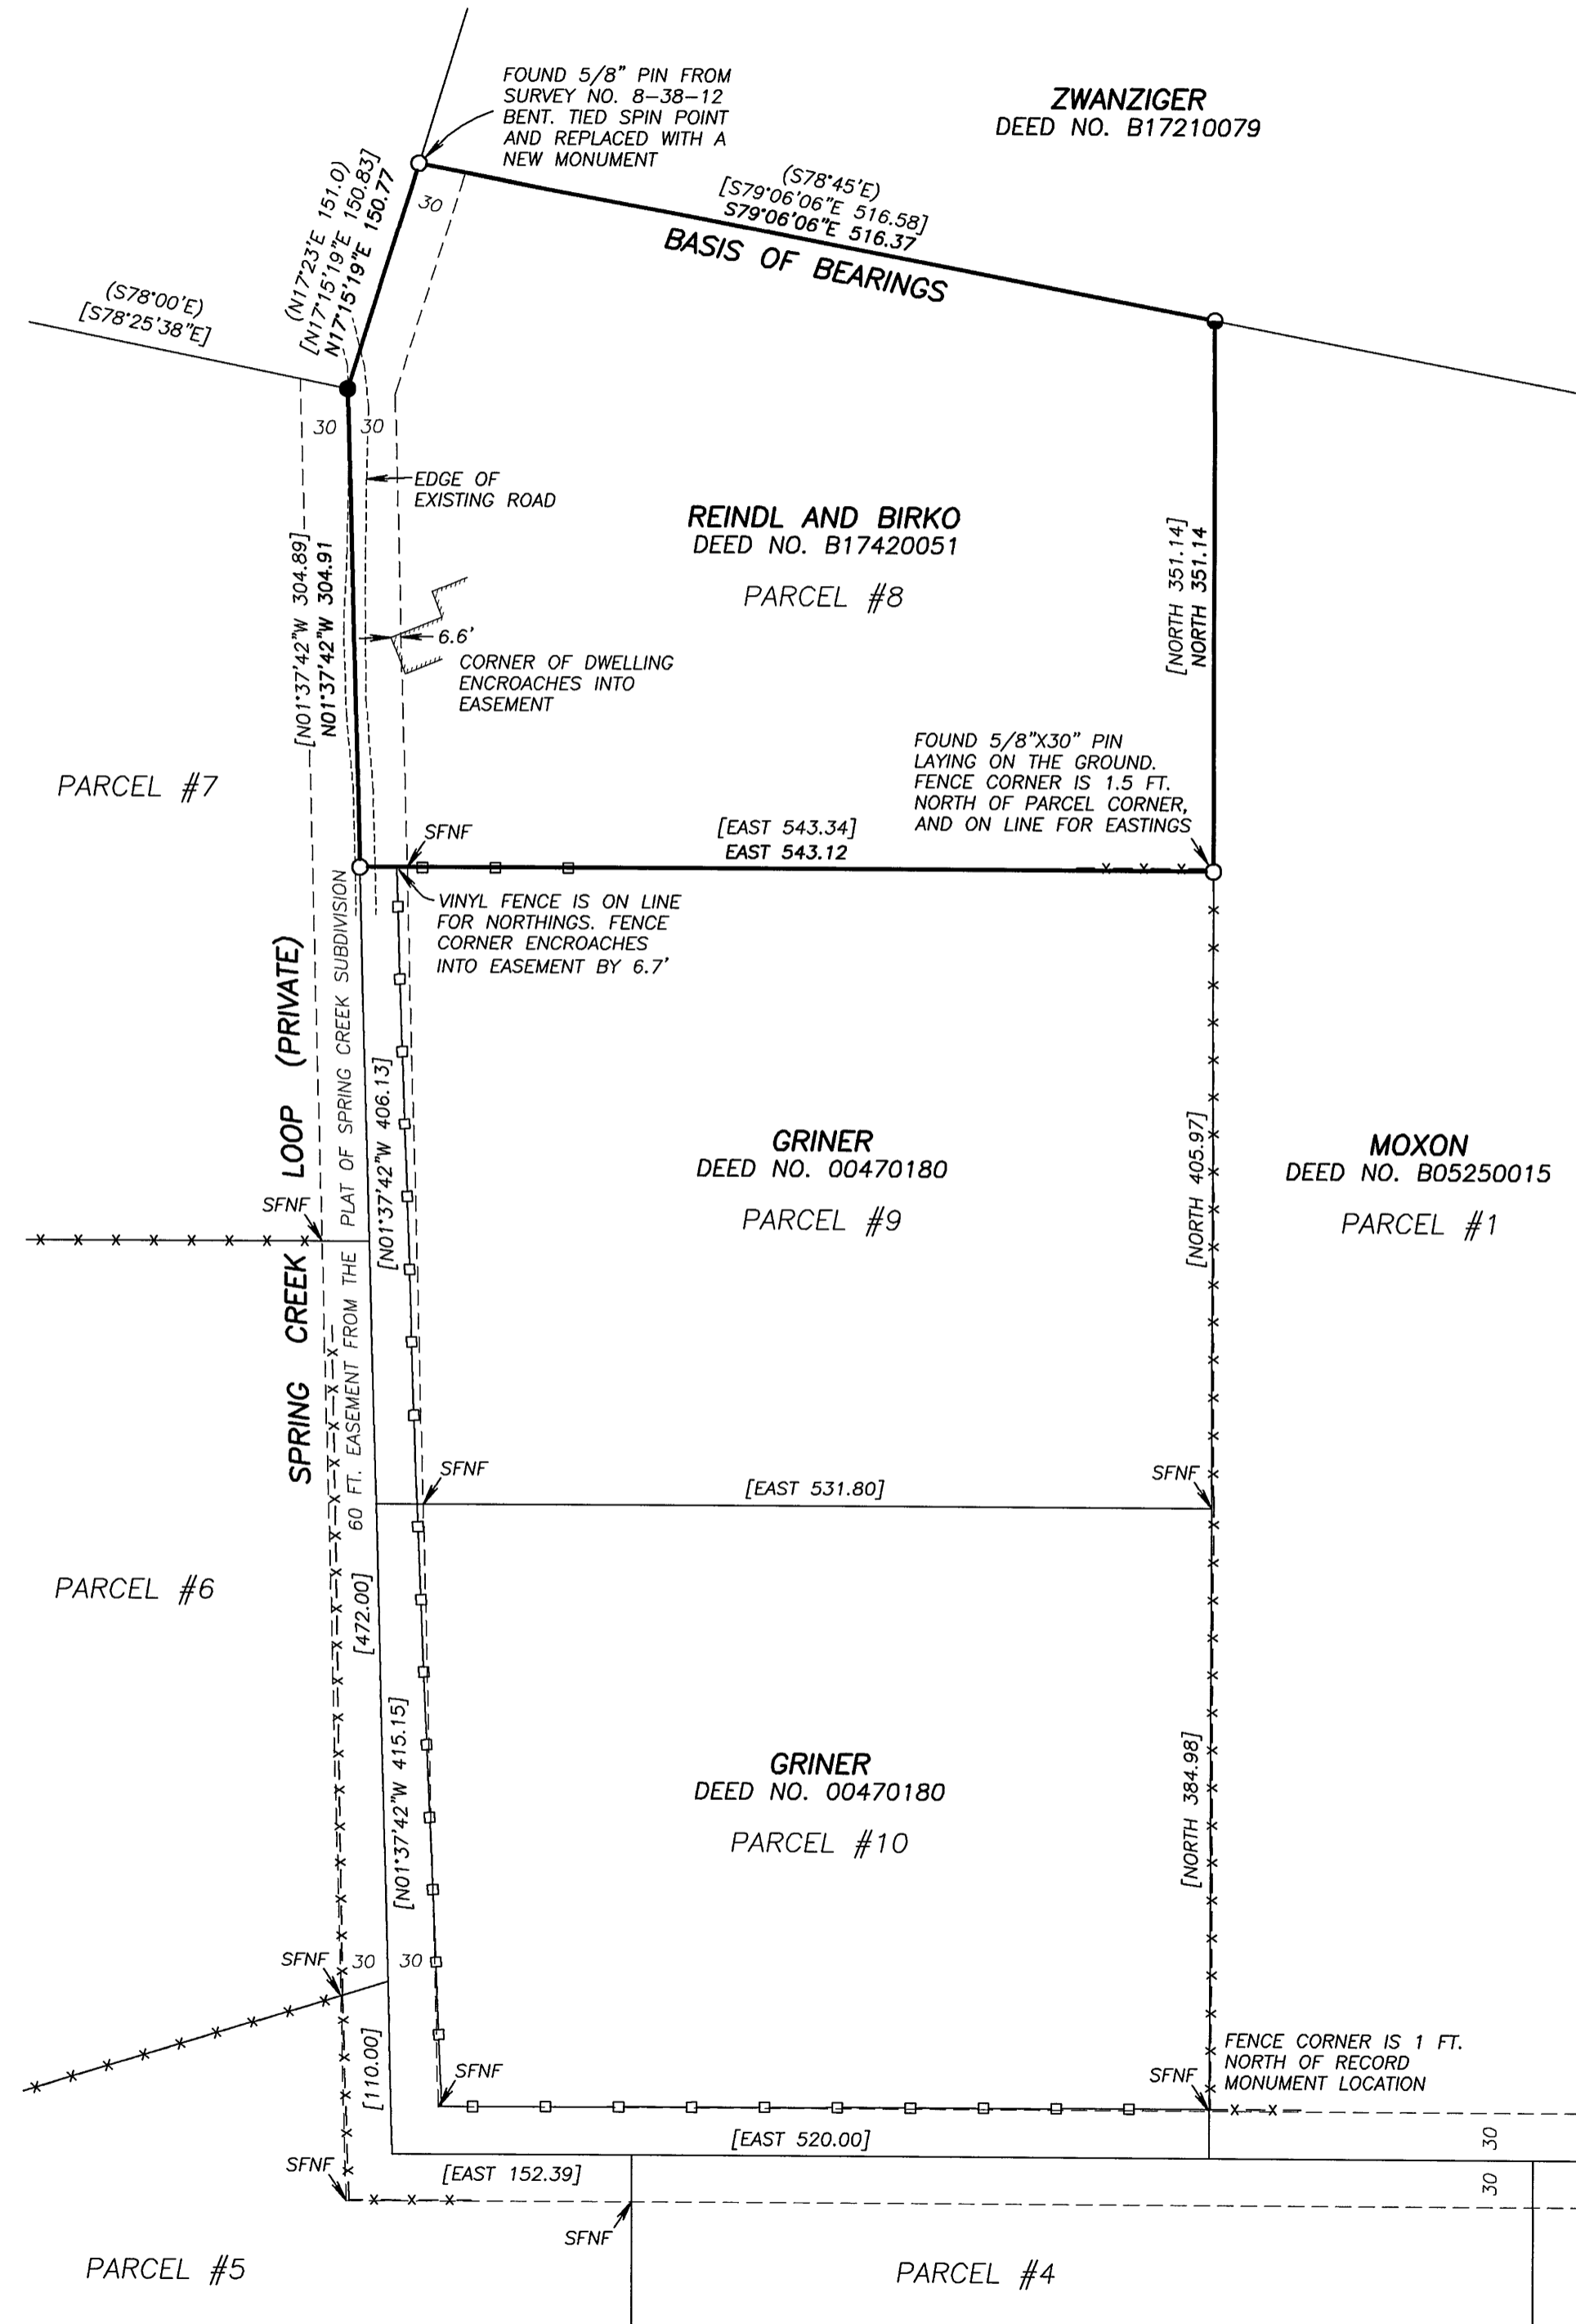 FOUND 5/8" PIN FROM
SURVEY NO. 8-38-12
BENT. TIED SPIN POINT
AND REPLACED WITH A
NEW MONUMENT
ZWANZIGER
DEED NO. B17210079
(S78°45'E)
[S79°06'06"E 516.58]
S79°06'06"E 516.37
BASIS OF BEARINGS
(N17°23'E 151.0)
[N17°15'19"E 150.83]
N17°15'19"E 150.77
30
(S78°00'E)
[S78°25'38"E]
30
30
EDGE OF
EXISTING ROAD
REINDL AND BIRKO
DEED NO. B17420051
PARCEL #8
[NORTH 351.14]
NORTH 351.14
[N01°37'42"W 304.89]
N01°37'42"W 304.91
6.6'
CORNER OF DWELLING
ENCROACHES INTO
EASEMENT
PARCEL #7
FOUND 5/8"X30" PIN
LAYING ON THE GROUND.
FENCE CORNER IS 1.5 FT.
NORTH OF PARCEL CORNER,
AND ON LINE FOR EASTINGS
SFNF
[EAST 543.34]
EAST 543.12
VINYL FENCE IS ON LINE
FOR NORTHINGS. FENCE
CORNER ENCROACHES
INTO EASEMENT BY 6.7'
SPRING CREEK LOOP (PRIVATE)
60 FT. EASEMENT FROM THE PLAT OF SPRING CREEK SUBDIVISION
[N01°37'42"W 406.13]
GRINER
DEED NO. 00470180
PARCEL #9
[NORTH 405.97]
MOXON
DEED NO. B05250015
PARCEL #1
SFNF
SFNF
[EAST 531.80]
SFNF
PARCEL #6
[472.00]
[N01°37'42"W 415.15]
GRINER
DEED NO. 00470180
PARCEL #10
[NORTH 384.98]
SFNF
30
30
[110.00]
SFNF
SFNF
FENCE CORNER IS 1 FT.
NORTH OF RECORD
MONUMENT LOCATION
[EAST 520.00]
30
SFNF
[EAST 152.39]
30
SFNF
PARCEL #5
PARCEL #4